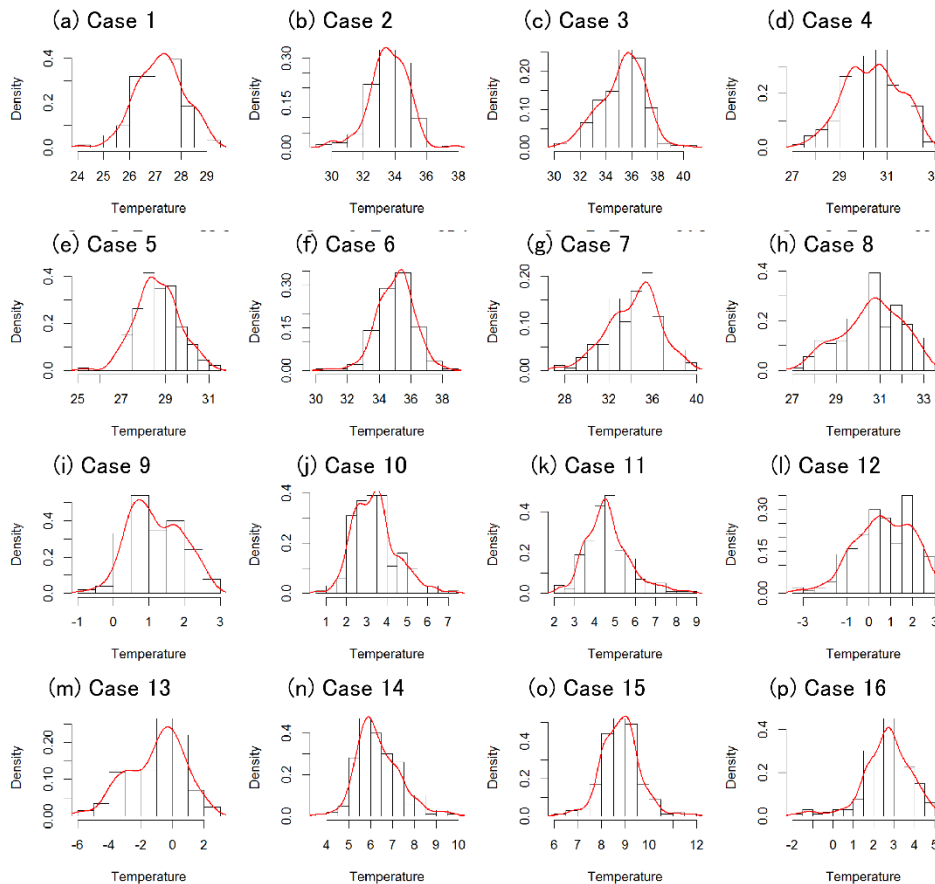 (a) Case 1
Density
0.0 0.2 0.4
24 25 26 27 28 29
Temperature
(b) Case 2
Density
0.00 0.15 0.30
30 32 34 36 38
Temperature
(c) Case 3
Density
0.00 0.10 0.20
30 32 34 36 38 40
Temperature
(d) Case 4
Density
0.0 0.2
27 29 31 33
Temperature
(e) Case 5
Density
0.0 0.2 0.4
25 28 31
Temperature
(f) Case 6
Density
0.00 0.15 0.30
30 32 34 36 38
Temperature
(g) Case 7
Density
0.00 0.10 0.20
28 32 36 40
Temperature
(h) Case 8
Density
0.0 0.2 0.4
27 29 31 33
Temperature
(i) Case 9
Density
0.0 0.2 0.4
-1 0 1 2 3
Temperature
(j) Case 10
Density
0.0 0.2 0.4
1 2 3 4 5 6 7
Temperature
(k) Case 11
Density
0.0 0.2 0.4
2 3 4 5 6 7 8 9
Temperature
(l) Case 12
Density
0.00 0.15 0.30
-3 -1 0 1 2 3
Temperature
(m) Case 13
Density
0.00 0.10 0.20
-6 -4 -2 0 2
Temperature
(n) Case 14
Density
0.0 0.2 0.4
4 5 6 7 8 9 10
Temperature
(o) Case 15
Density
0.0 0.2 0.4
6 7 8 9 10 12
Temperature
(p) Case 16
Density
0.0 0.2 0.4
-2 0 1 2 3 4 5
Temperature